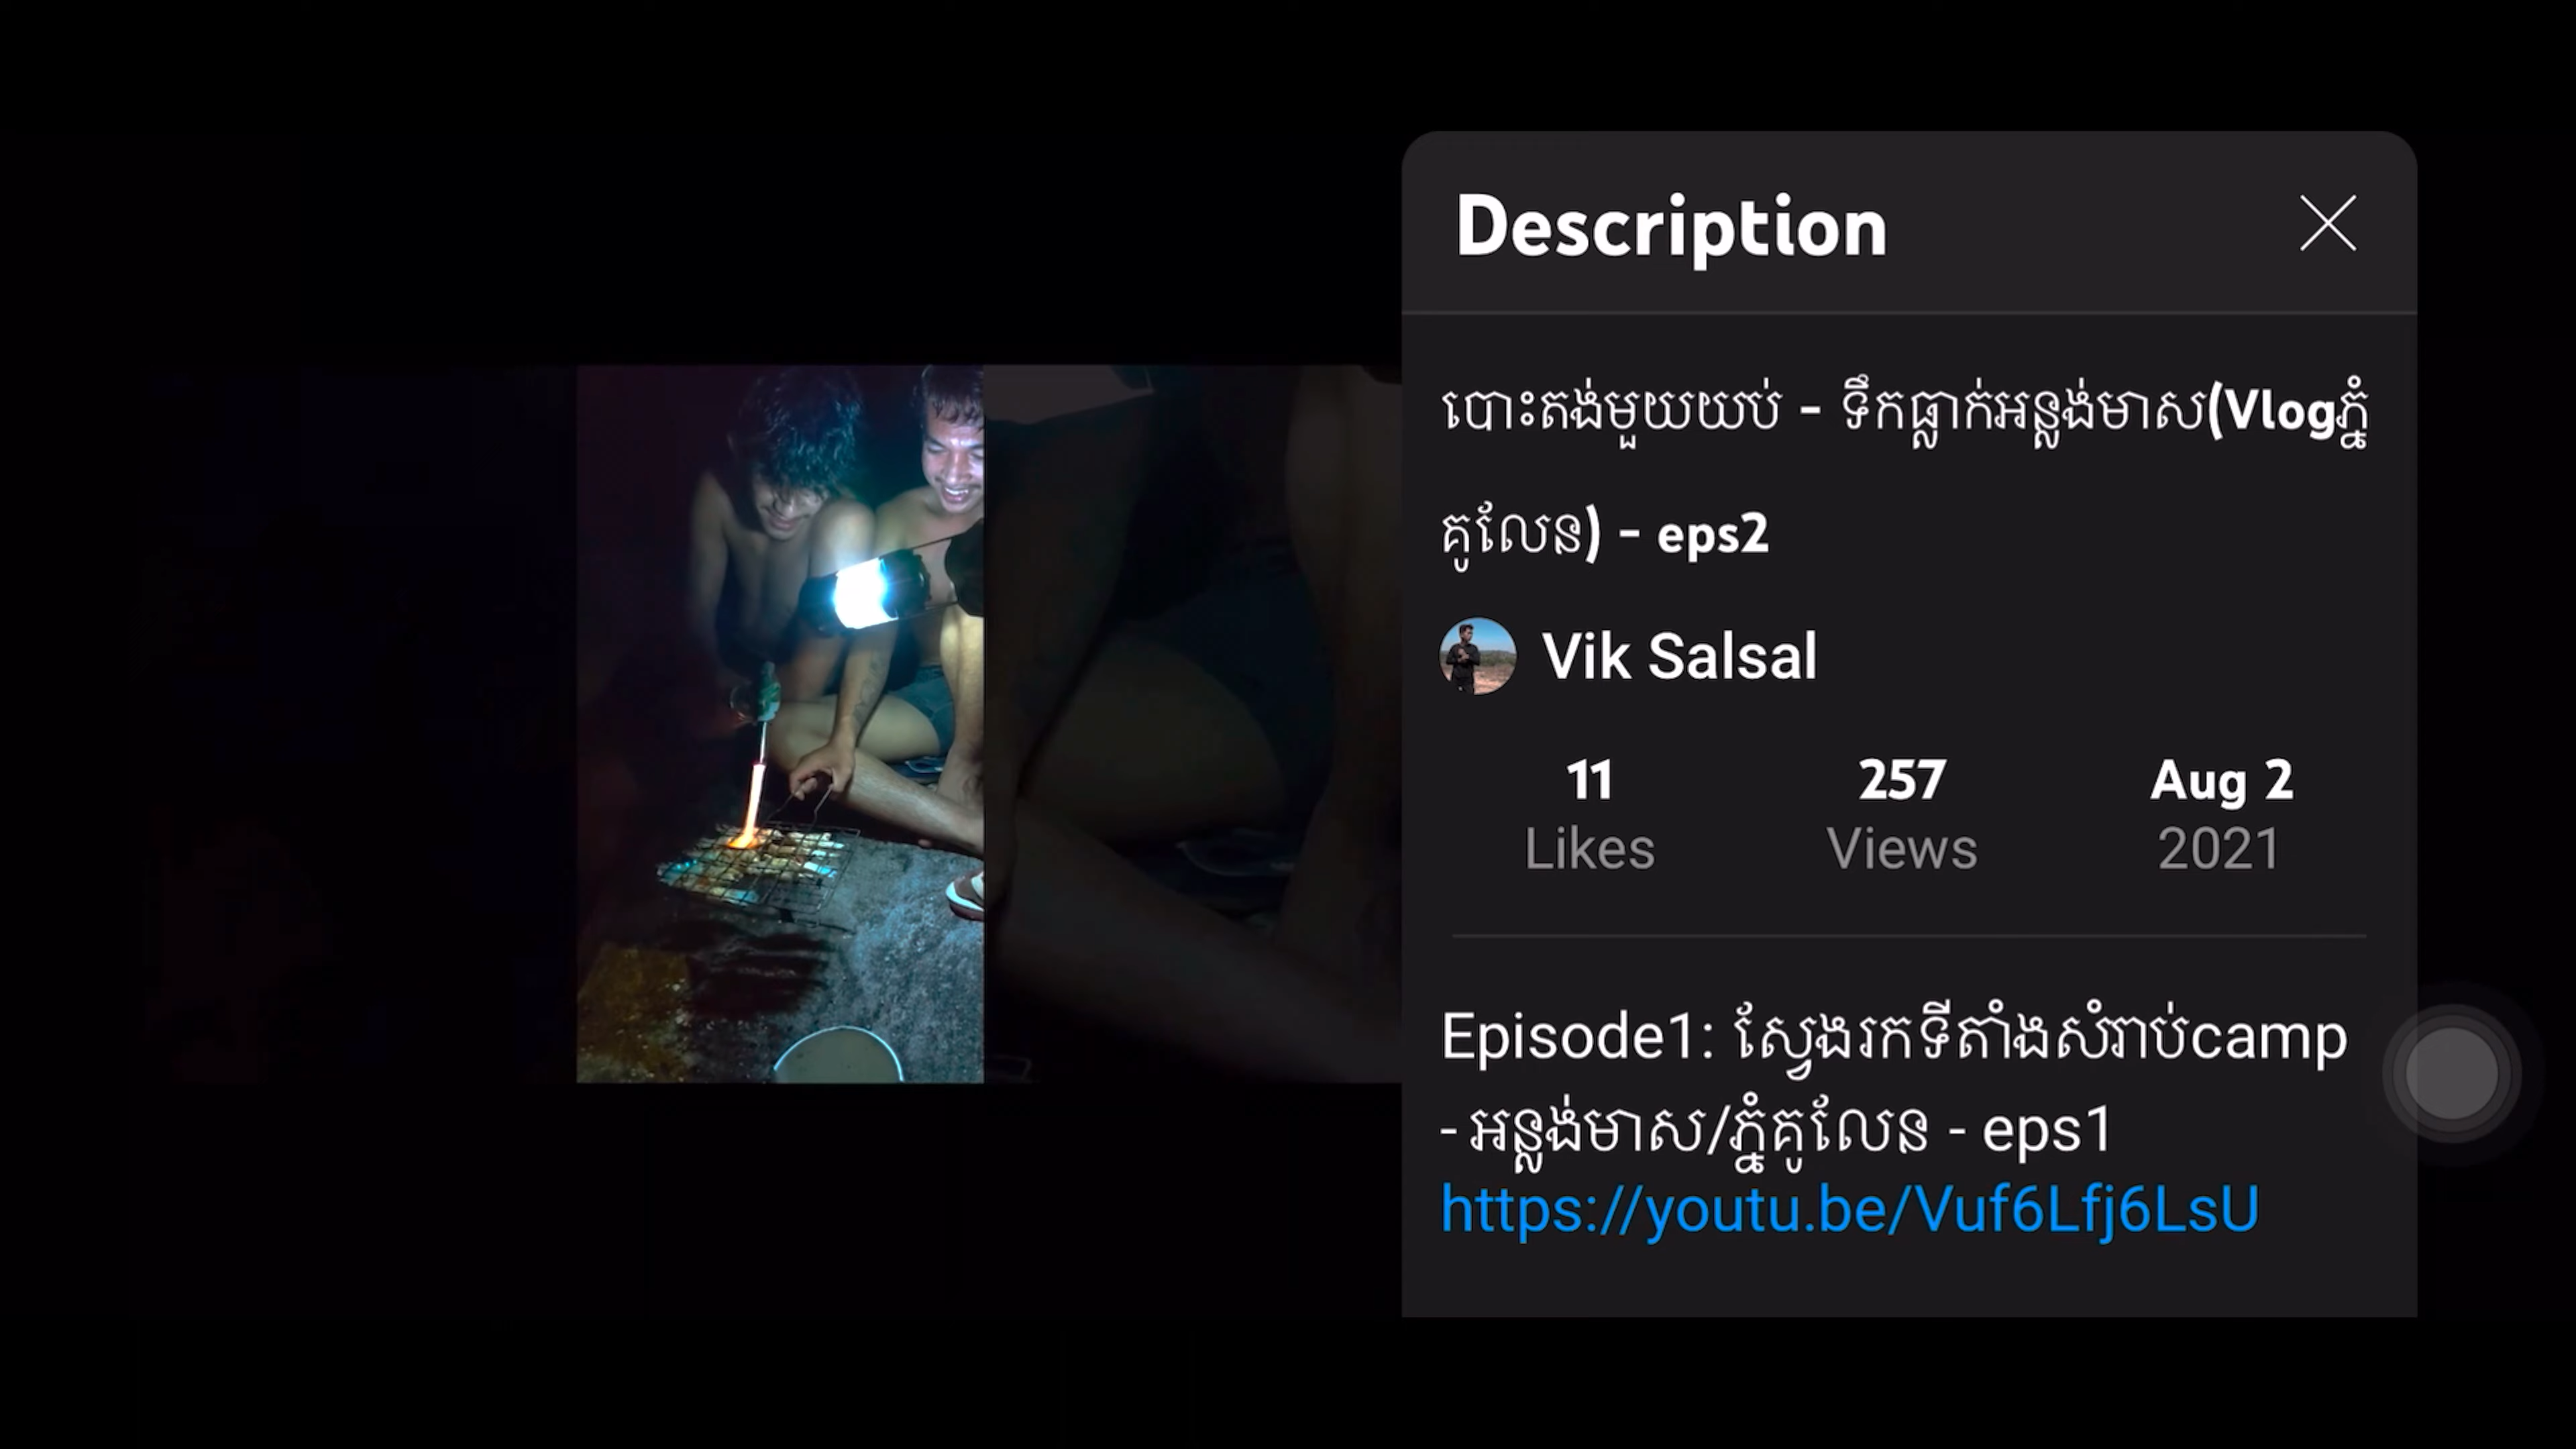 Description
បោះតង់មួយយប់ - ទឹកធ្លាក់អន្លង់មាស(Vlogភ្នំ
គូលែន) - eps2
Vik Salsal
11 257 Aug 2
Likes Views 2021
Episode1: ស្វែងរកទីតាំងសំរាប់camp
- អន្លង់មាស/ភ្នំគូលែន - eps1
https://youtu.be/Vuf6Lfj6LsU